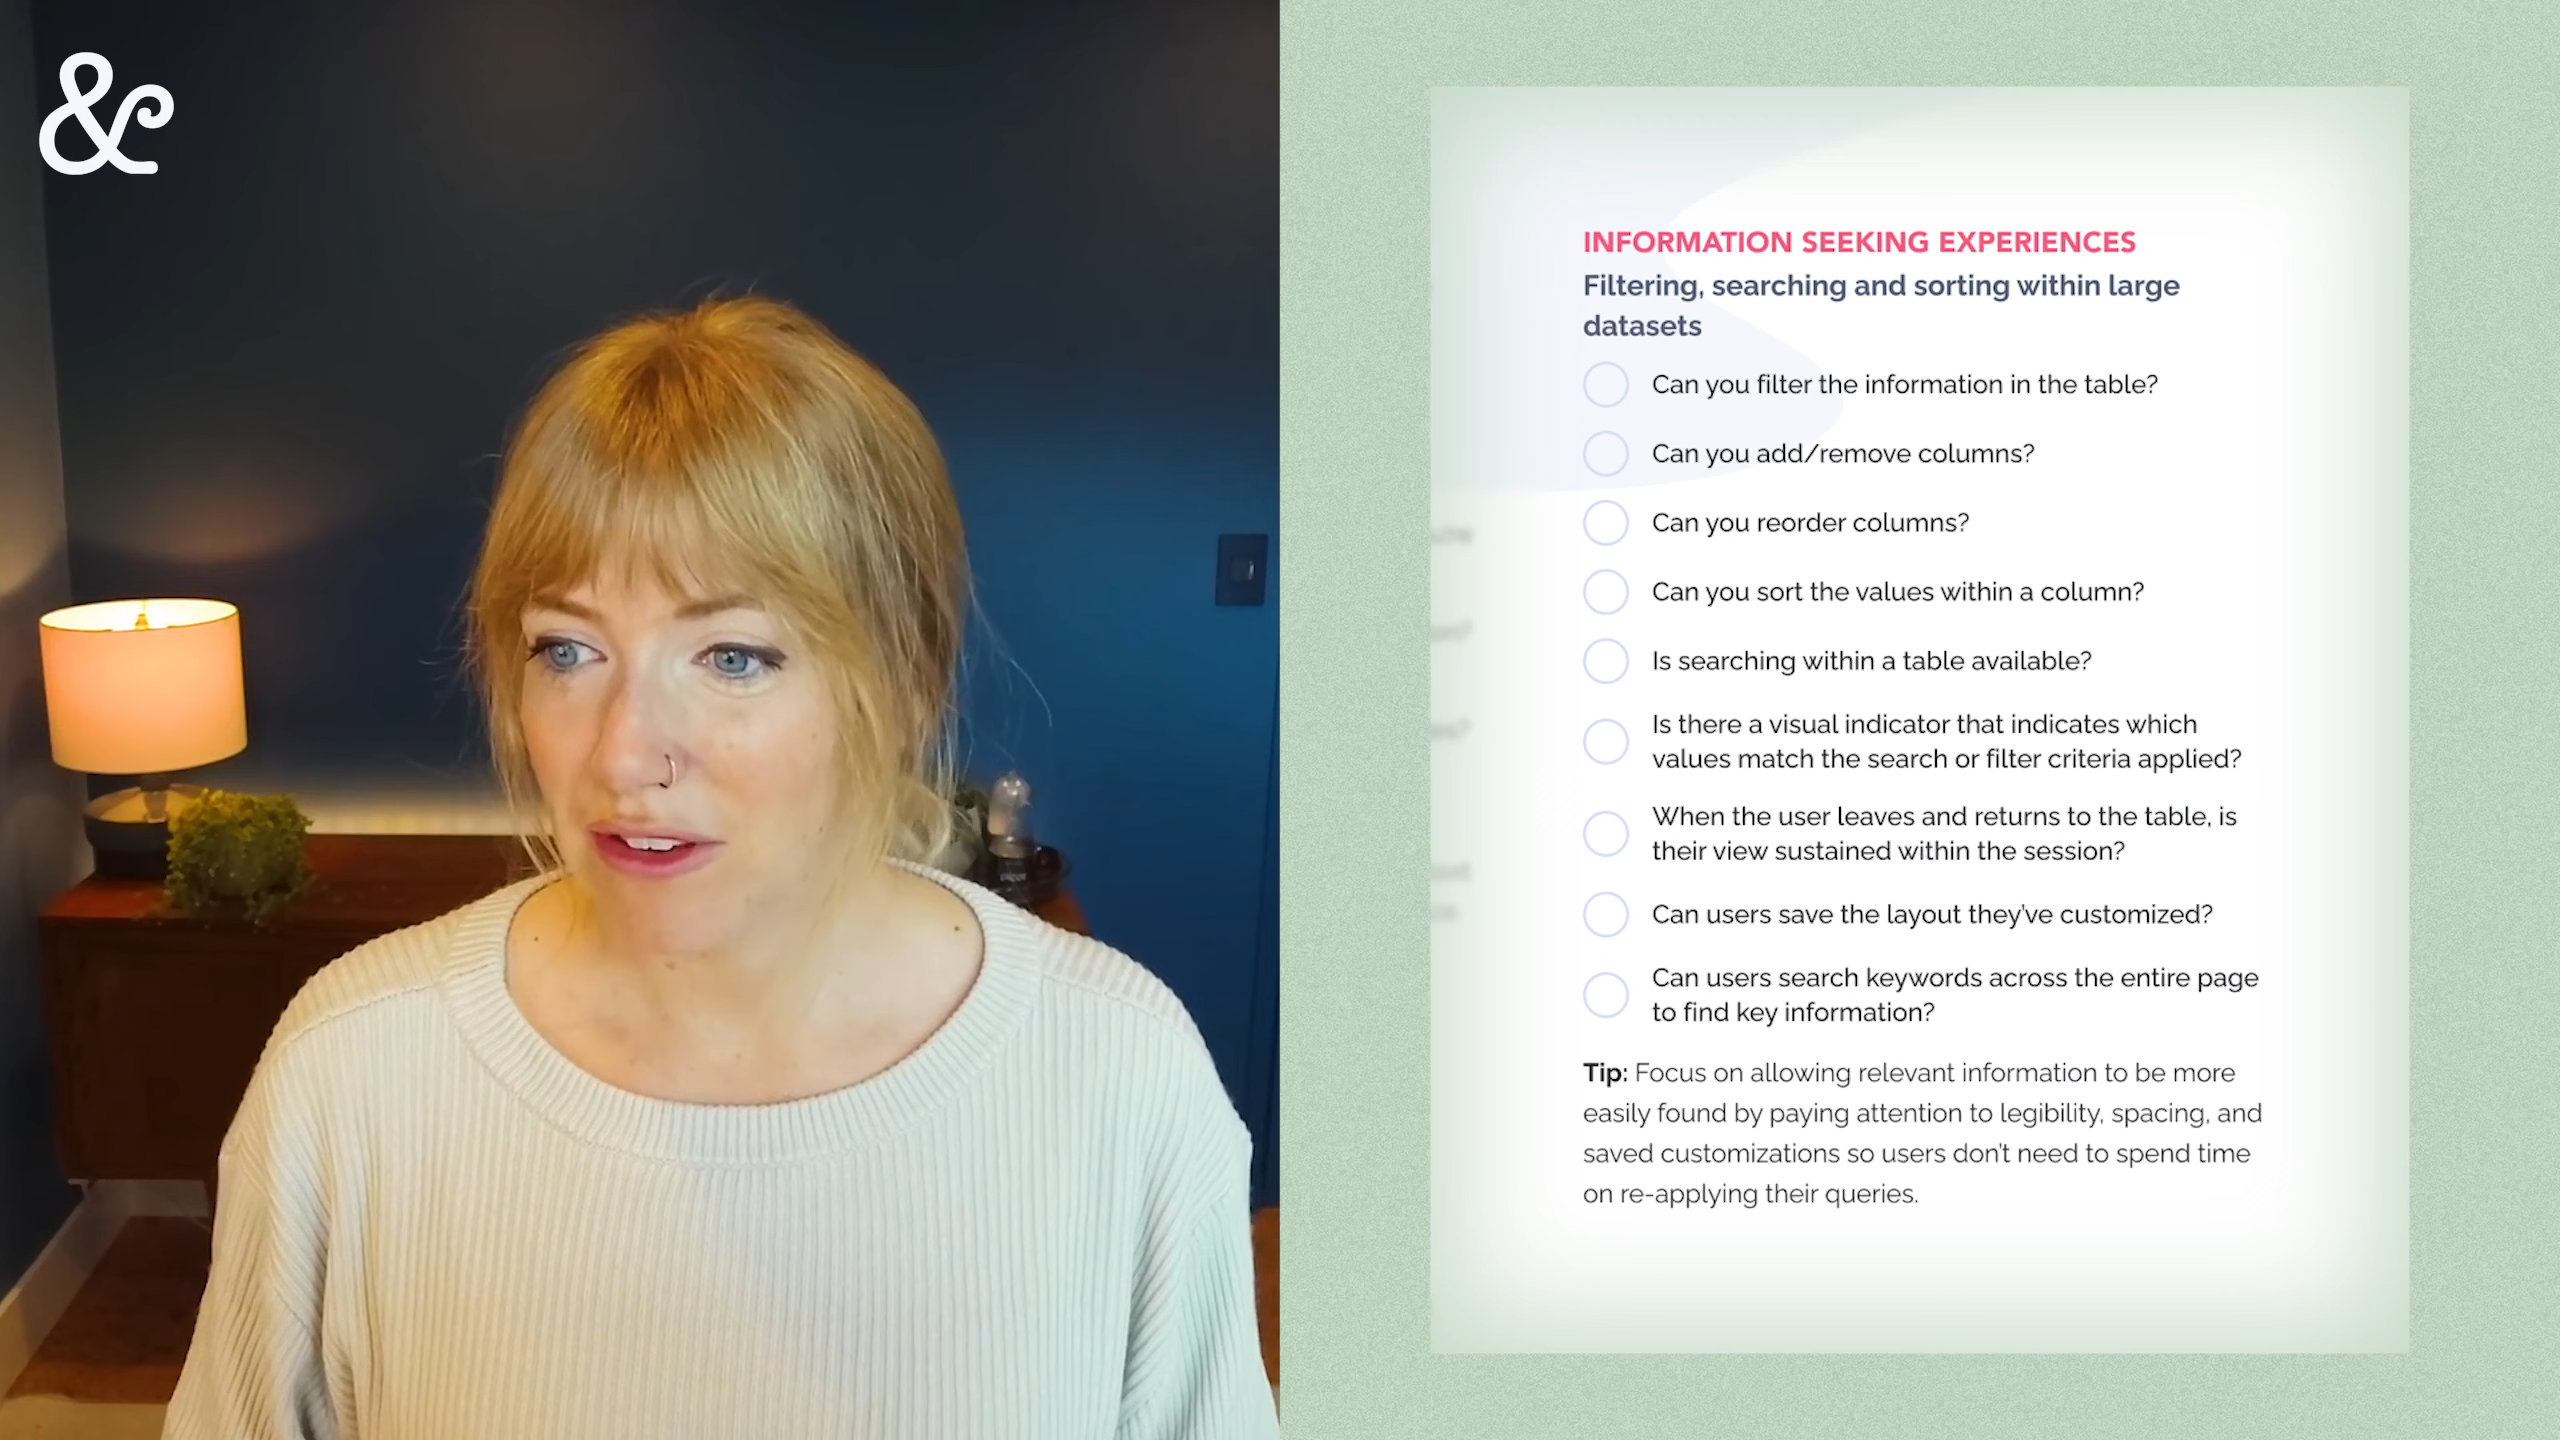 &
INFORMATION SEEKING EXPERIENCES
Filtering, searching and sorting within large
datasets
Can you filter the information in the table?
Can you add/remove columns?
Can you reorder columns?
Can you sort the values within a column?
Is searching within a table available?
Is there a visual indicator that indicates which
values match the search or filter criteria applied?
When the user leaves and returns to the table, is
their view sustained within the session?
Can users save the layout they've customized?
Can users search keywords across the entire page
to find key information?
Tip: Focus on allowing relevant information to be more
easily found by paying attention to legibility, spacing, and
saved customizations so users don't need to spend time
on re-applying their queries.